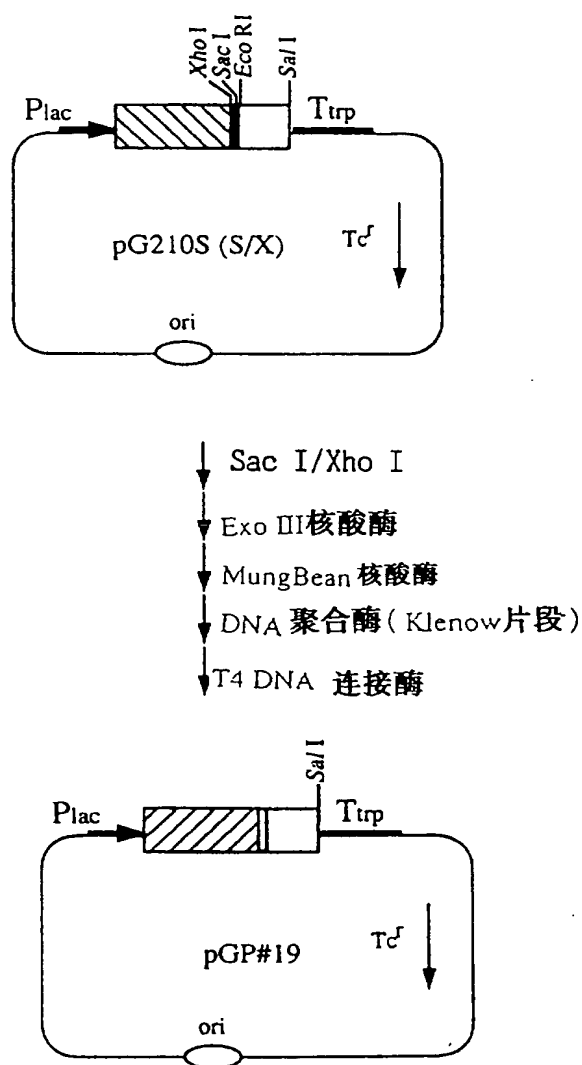 Xho I
Sac I
Eco RI
Sal I
Plac
Ttrp
pG210S (S/X)
Tcr
ori
Sac I/Xho I
Exo III核酸酶
MungBean 核酸酶
DNA 聚合酶( Klenow片段)
T4 DNA 连接酶
Sal I
Plac
Ttrp
pGP#19
Tcr
ori